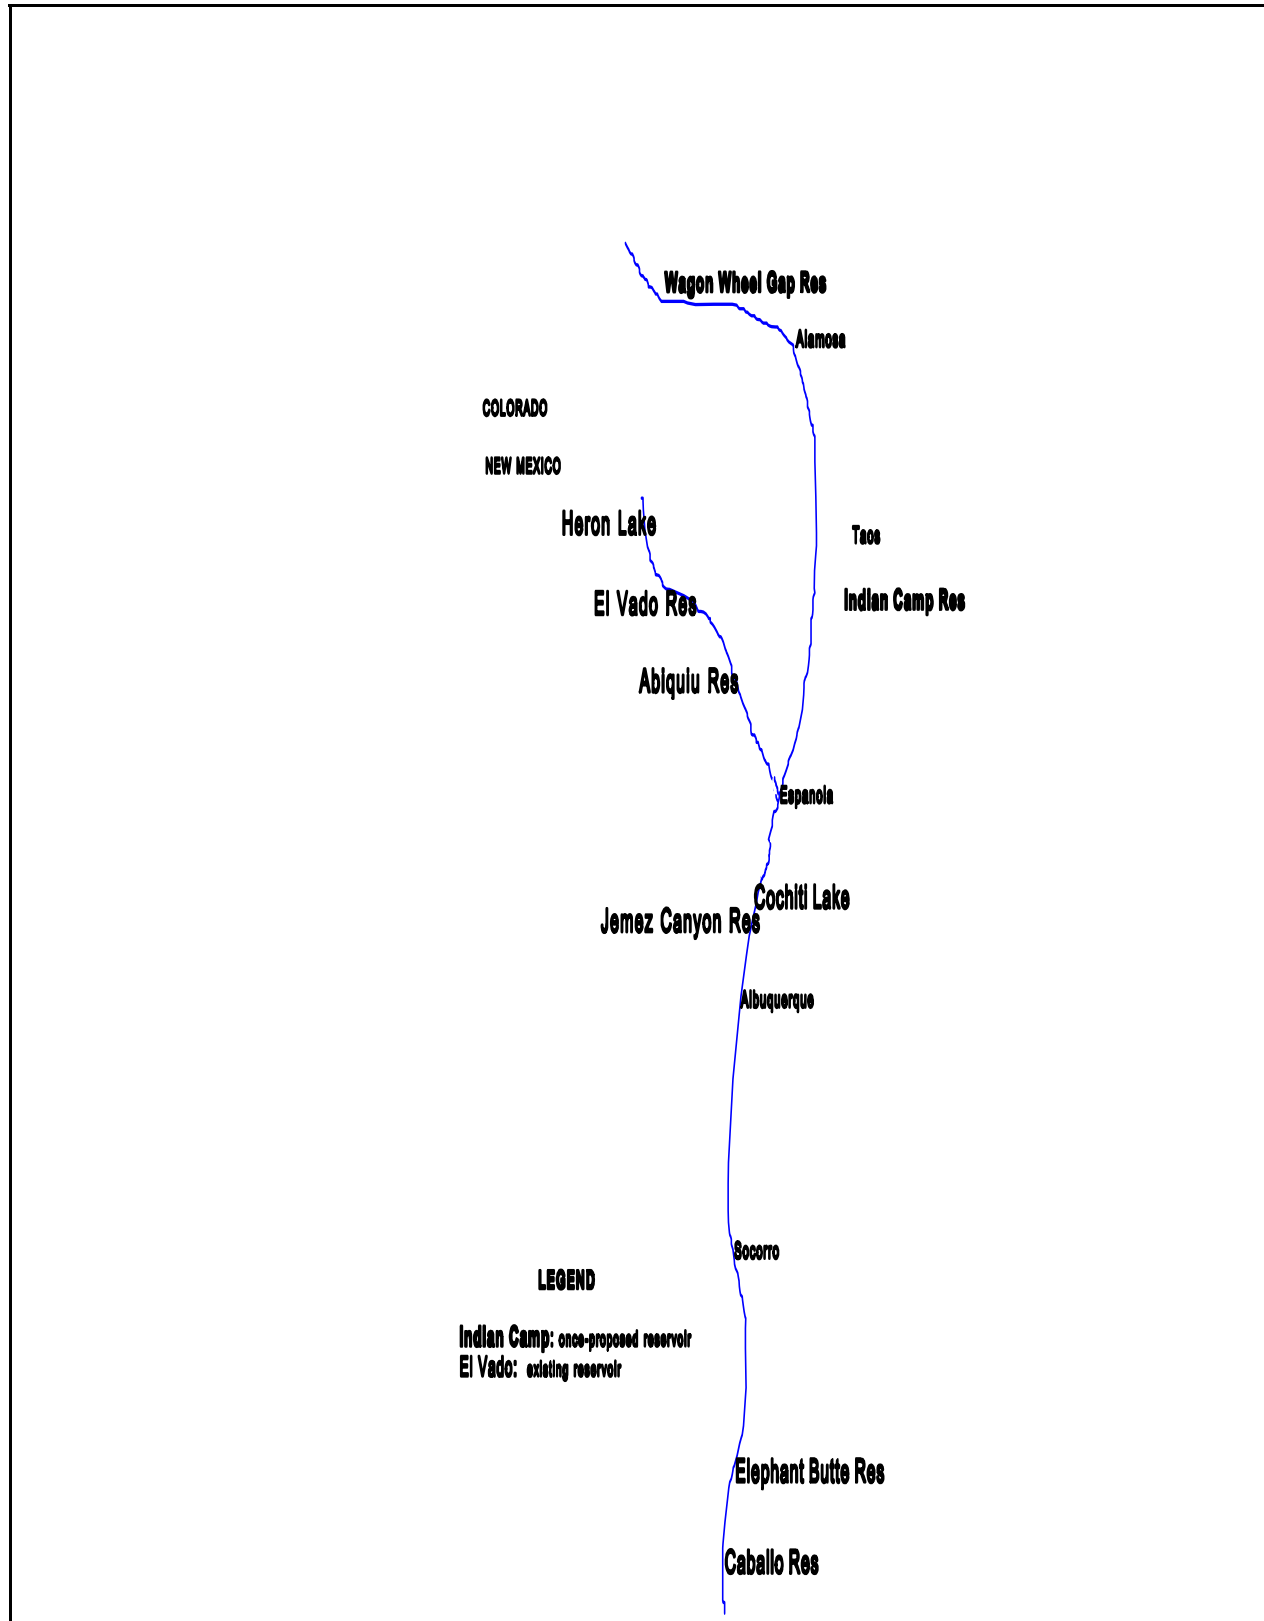 Wagon Wheel Gap Res
Alamosa
COLORADO
NEW MEXICO
Heron Lake
Taos
El Vado Res
Indian Camp Res
Abiquiu Res
Espanola
Cochiti Lake
Jemez Canyon Res
Albuquerque
Socorro
LEGEND
Indian Camp: once-proposed reservoir
El Vado: existing reservoir
Elephant Butte Res
Caballo Res